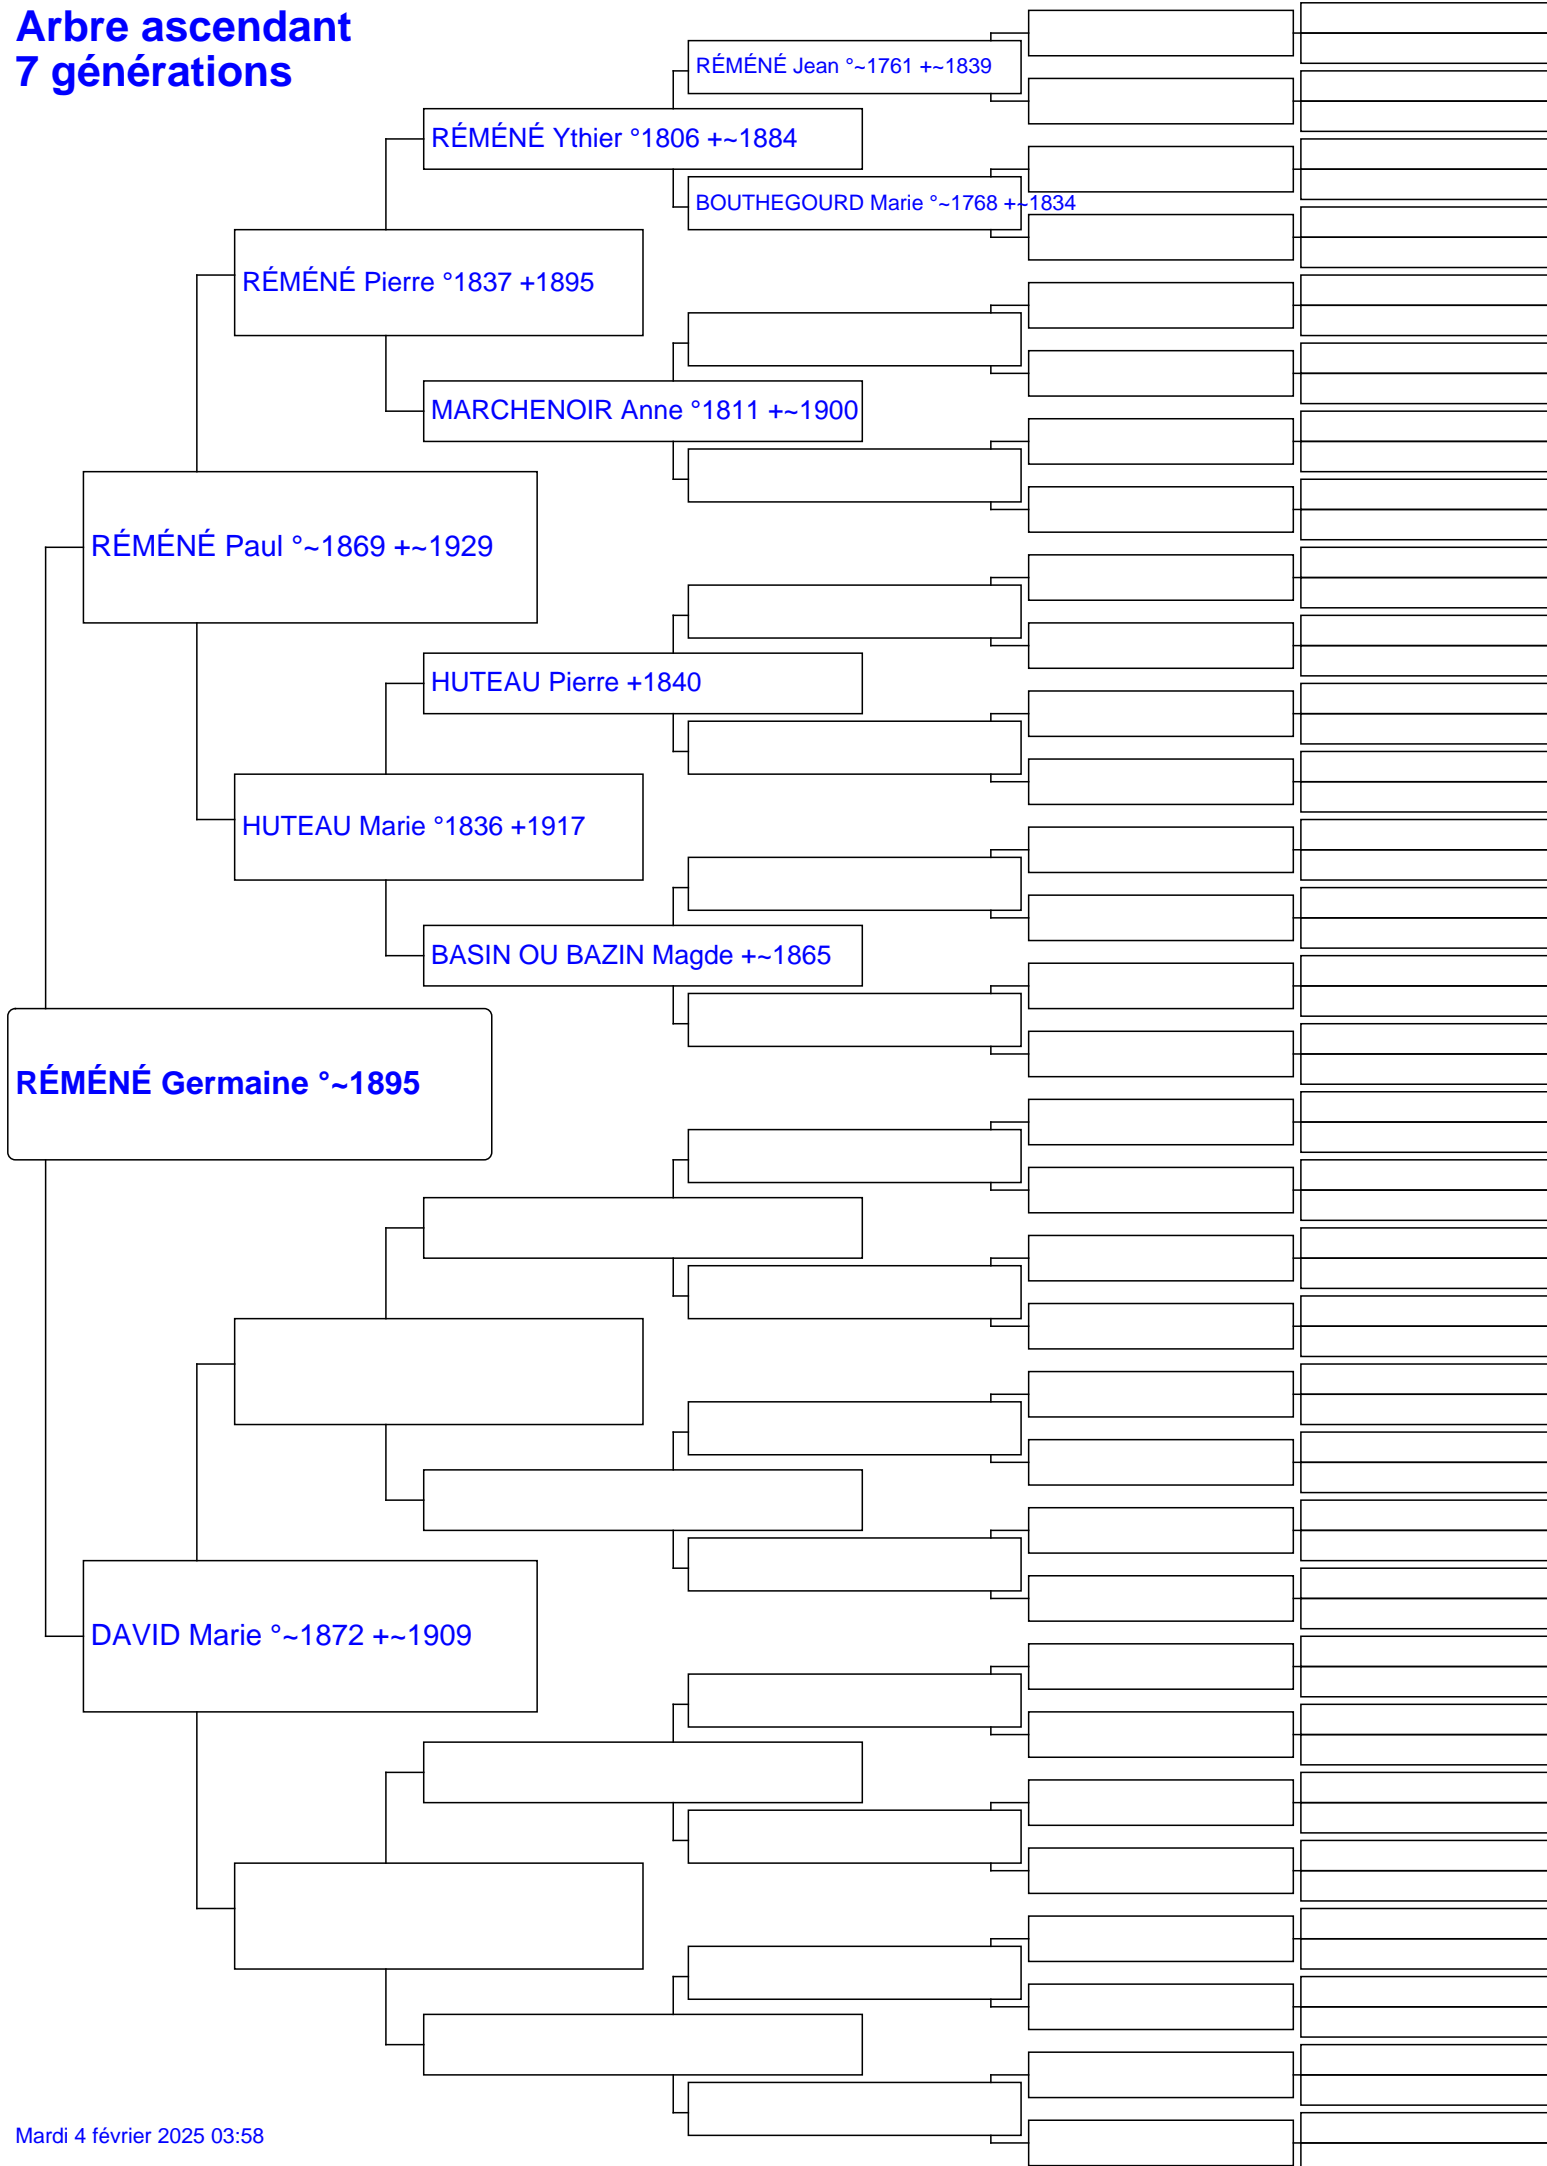 Arbre ascendant
7 générations
RÉMÉNÉ Jean °~1761 +~1839
RÉMÉNÉ Ythier °1806 +~1884
BOUTHEGOURD Marie °~1768 +~1834
RÉMÉNÉ Pierre °1837 +1895
MARCHENOIR Anne °1811 +~1900
RÉMÉNÉ Paul °~1869 +~1929
HUTEAU Pierre +1840
HUTEAU Marie °1836 +1917
BASIN OU BAZIN Magde +~1865
RÉMÉNÉ Germaine °~1895
DAVID Marie °~1872 +~1909
Mardi 4 février 2025 03:58